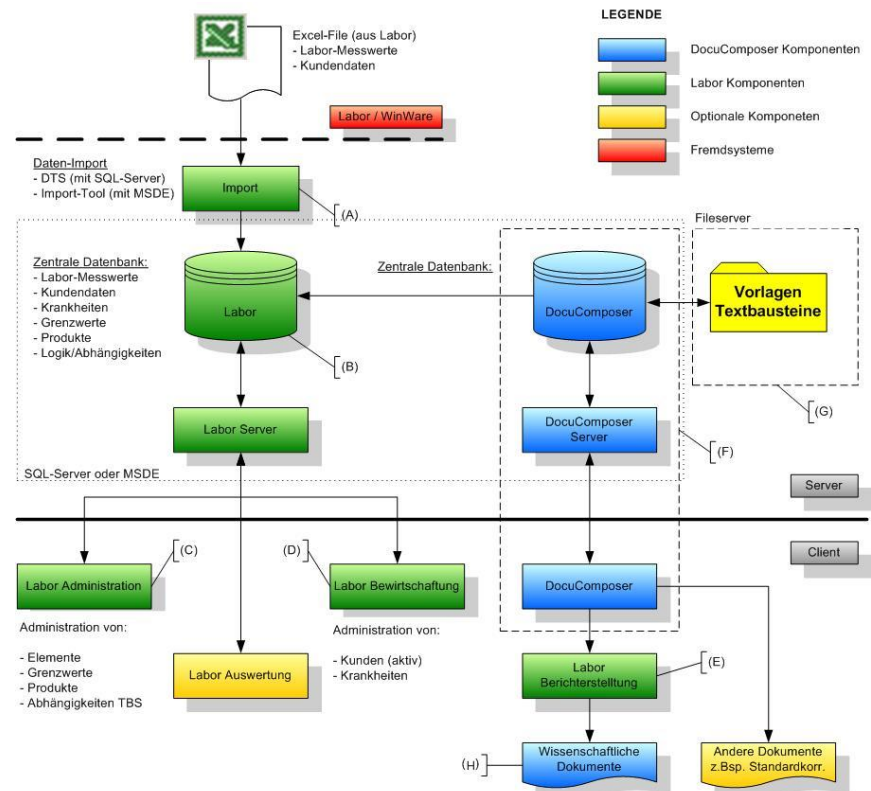 LEGENDE
DocuComposer Komponenten
Labor Komponenten
Optionale Komponeten
Fremdsysteme
Excel-File (aus Labor)
- Labor-Messwerte
- Kundendaten
Labor / WinWare
Daten-Import
- DTS (mit SQL-Server)
- Import-Tool (mit MSDE)
Import
(A)
Fileserver
Zentrale Datenbank:
- Labor-Messwerte
- Kundendaten
- Krankheiten
- Grenzwerte
- Produkte
- Logik/Abhängigkeiten
Labor
(B)
Zentrale Datenbank:
DocuComposer
Vorlagen
Textbausteine
(G)
Labor Server
DocuComposer
Server
(F)
SQL-Server oder MSDE
Server
Client
(C)
(D)
Labor Administration
Labor Bewirtschaftung
DocuComposer
Administration von:
- Elemente
- Grenzwerte
- Produkte
- Abhängigkeiten TBS
Labor Auswertung
Administration von:
- Kunden (aktiv)
- Krankheiten
Labor
Berichterstelltung
(E)
(H)
Wissenschaftliche
Dokumente
Andere Dokumente
z.Bsp. Standardkorr.